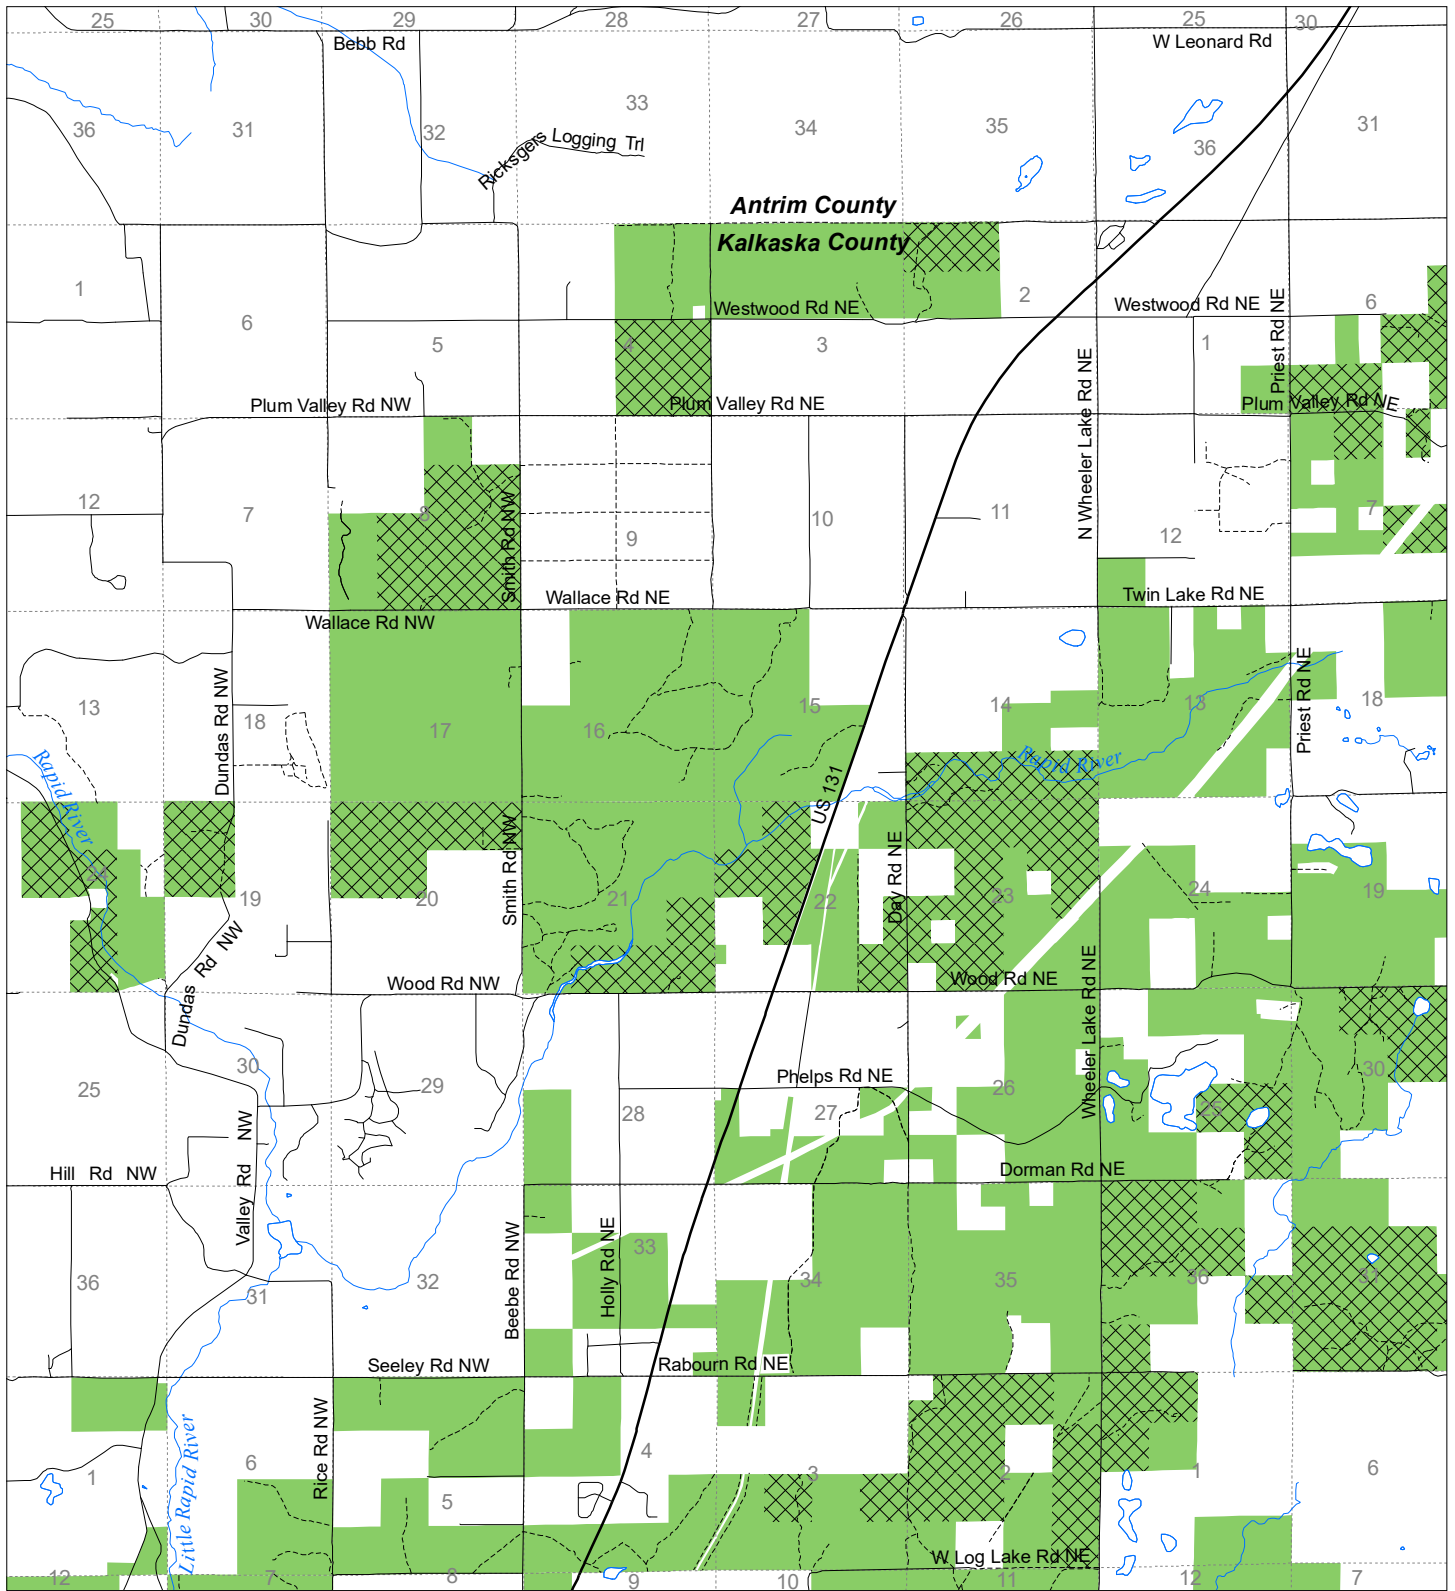 25
30
29
28
27
26
25
30
Bebb Rd
W Leonard Rd
36
31
32
33
34
35
36
31
Ricksgers Logging Trl
Antrim County
Kalkaska County
1
6
5
4
3
2
1
6
Westwood Rd NE
Westwood Rd NE
Priest Rd NE
Plum Valley Rd NW
Plum Valley Rd NE
Plum Valley Rd NE
N Wheeler Lake Rd NE
12
7
8
9
10
11
12
7
Smith Rd NW
Wallace Rd NE
Wallace Rd NW
Twin Lake Rd NE
13
18
17
16
15
14
13
18
Dundas Rd NW
Priest Rd NE
Rapid River
Rapid River
US 131
24
19
20
21
22
23
24
19
Smith Rd NW
Day Rd NE
Dundas Rd NW
Wood Rd NW
Wood Rd NE
Wheeler Lake Rd NE
25
30
29
28
27
26
25
30
Phelps Rd NE
Valley Rd NW
Hill Rd NW
Dorman Rd NE
36
31
32
33
34
35
36
31
Beebe Rd NW
Holly Rd NE
Seeley Rd NW
Rabourn Rd NE
Rice Rd NW
Little Rapid River
1
6
5
4
3
2
1
6
W Log Lake Rd NE
12
7
8
9
10
11
12
7